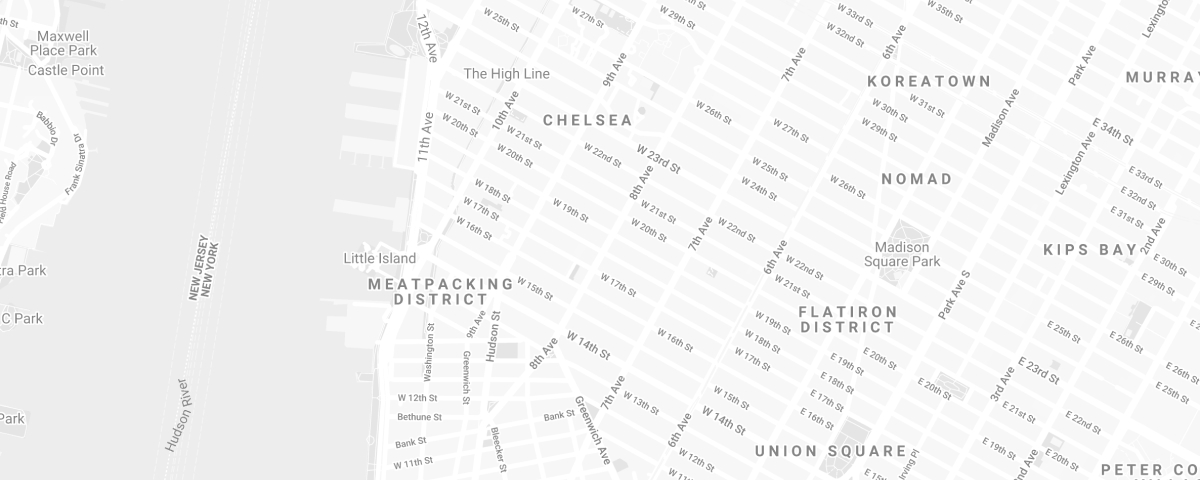 W 25th St
W 27th St
W 29th St
W 33rd St
W 35th St
Lexingto
12th Ave
W 32nd St
6th Ave
Maxwell
Place Park
Castle Point
The High Line
9th Ave
7th Ave
Park Ave
KOREATOWN
MURRAY
W 21st St
10th Ave
CHELSEA
W 26th St
W 30th St
W 31st St
Madison Ave
Babbio Dr
11th Ave
W 20th St
W 21st St
W 27th St
W 29th St
E 34th St
Frank Sinatra Dr
Field House Road
W 20th St
W 22nd St
W 23rd St
W 25th St
Lexington Ave
W 18th St
8th Ave
W 24th St
W 26th St
NOMAD
E 33rd St
E 32nd St
W 17th St
W 19th St
W 21st St
E 31st St
W 16th St
W 20th St
7th Ave
W 22nd St
2nd Ave
NEW JERSEY
NEW YORK
Little Island
6th Ave
Madison
Square Park
KIPS BAY
W 22nd St
E 30th St
MEATPACKING
DISTRICT
W 15th St
W 17th St
W 21st St
Park Ave S
E 29th St
C Park
FLATIRON
DISTRICT
9th Ave
Hudson St
W 19th St
E 25th St
E 26th St
Washington St
8th Ave
W 14th St
W 16th St
W 18th St
W 17th St
E 19th St
E 20th St
E 23rd St
E 26th St
Greenwich St
E 18th St
E 20th St
3rd Ave
E 25th St
Hudson River
W 12th St
Bethune St
Bank St
Greenwich Ave
7th Ave
W 13th St
W 15th St
E 17th St
E 21st St
E 22nd St
Park
W 14th St
E 16th St
Bank St
Bleecker St
6th Ave
UNION SQUARE
E 19th St
W 11th St
W 12th St
Irving Pl
E 20th St
PETER CO